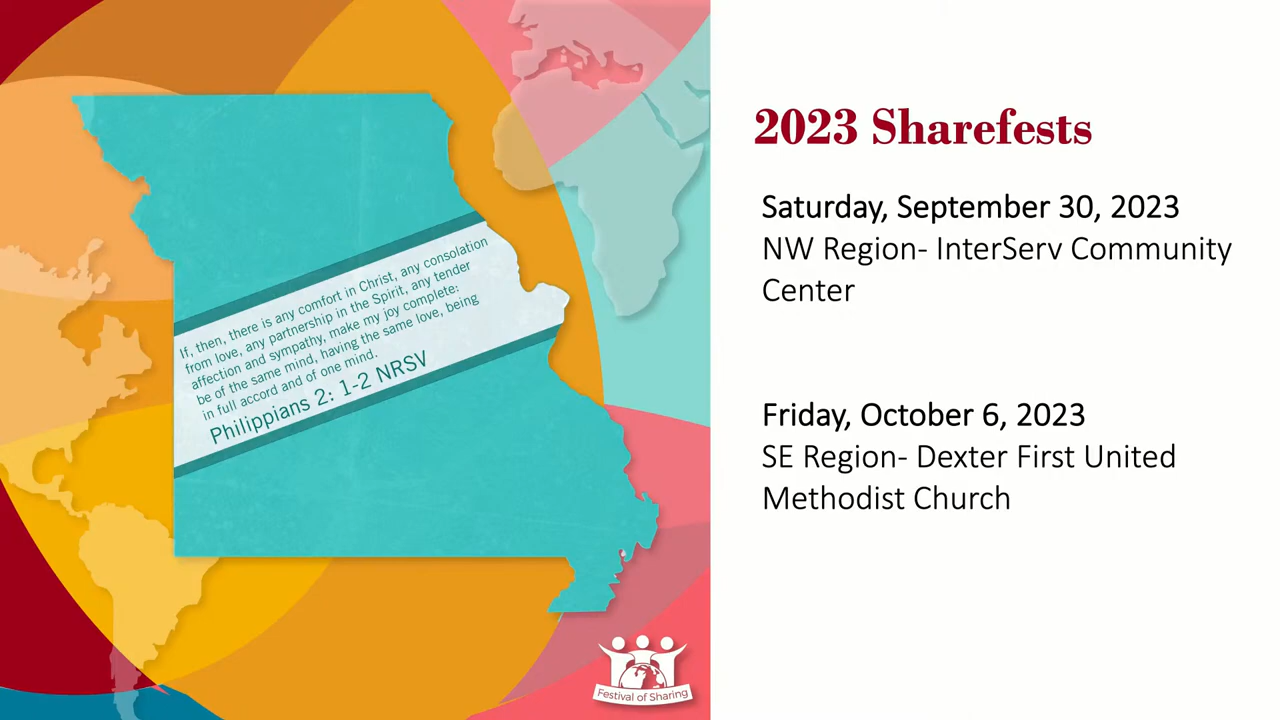 If, then, there is any comfort in Christ, any consolation
from love, any partnership in the Spirit, any tender
affection and sympathy, make my joy complete:
be of the same mind, having the same love, being
in full accord and of one mind.
Philippians 2: 1-2 NRSV
Festival of Sharing
2023 Sharefests
Saturday, September 30, 2023
NW Region- InterServ Community
Center
Friday, October 6, 2023
SE Region- Dexter First United
Methodist Church